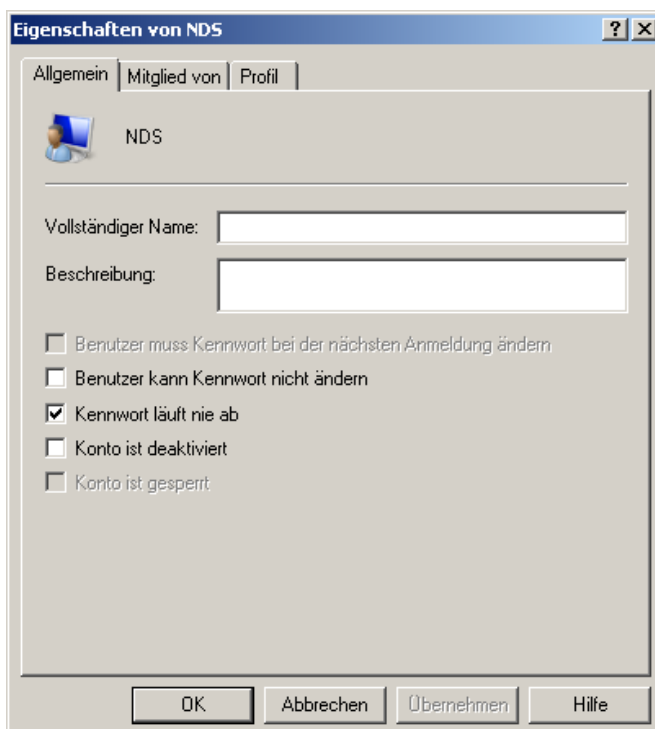 Eigenschaften von NDS
Allgemein Mitglied von Profil
NDS
Vollständiger Name:
Beschreibung:
Benutzer muss Kennwort bei der nächsten Anmeldung ändern
Benutzer kann Kennwort nicht ändern
Kennwort läuft nie ab
Konto ist deaktiviert
Konto ist gesperrt
OK Abbrechen Übernehmen Hilfe